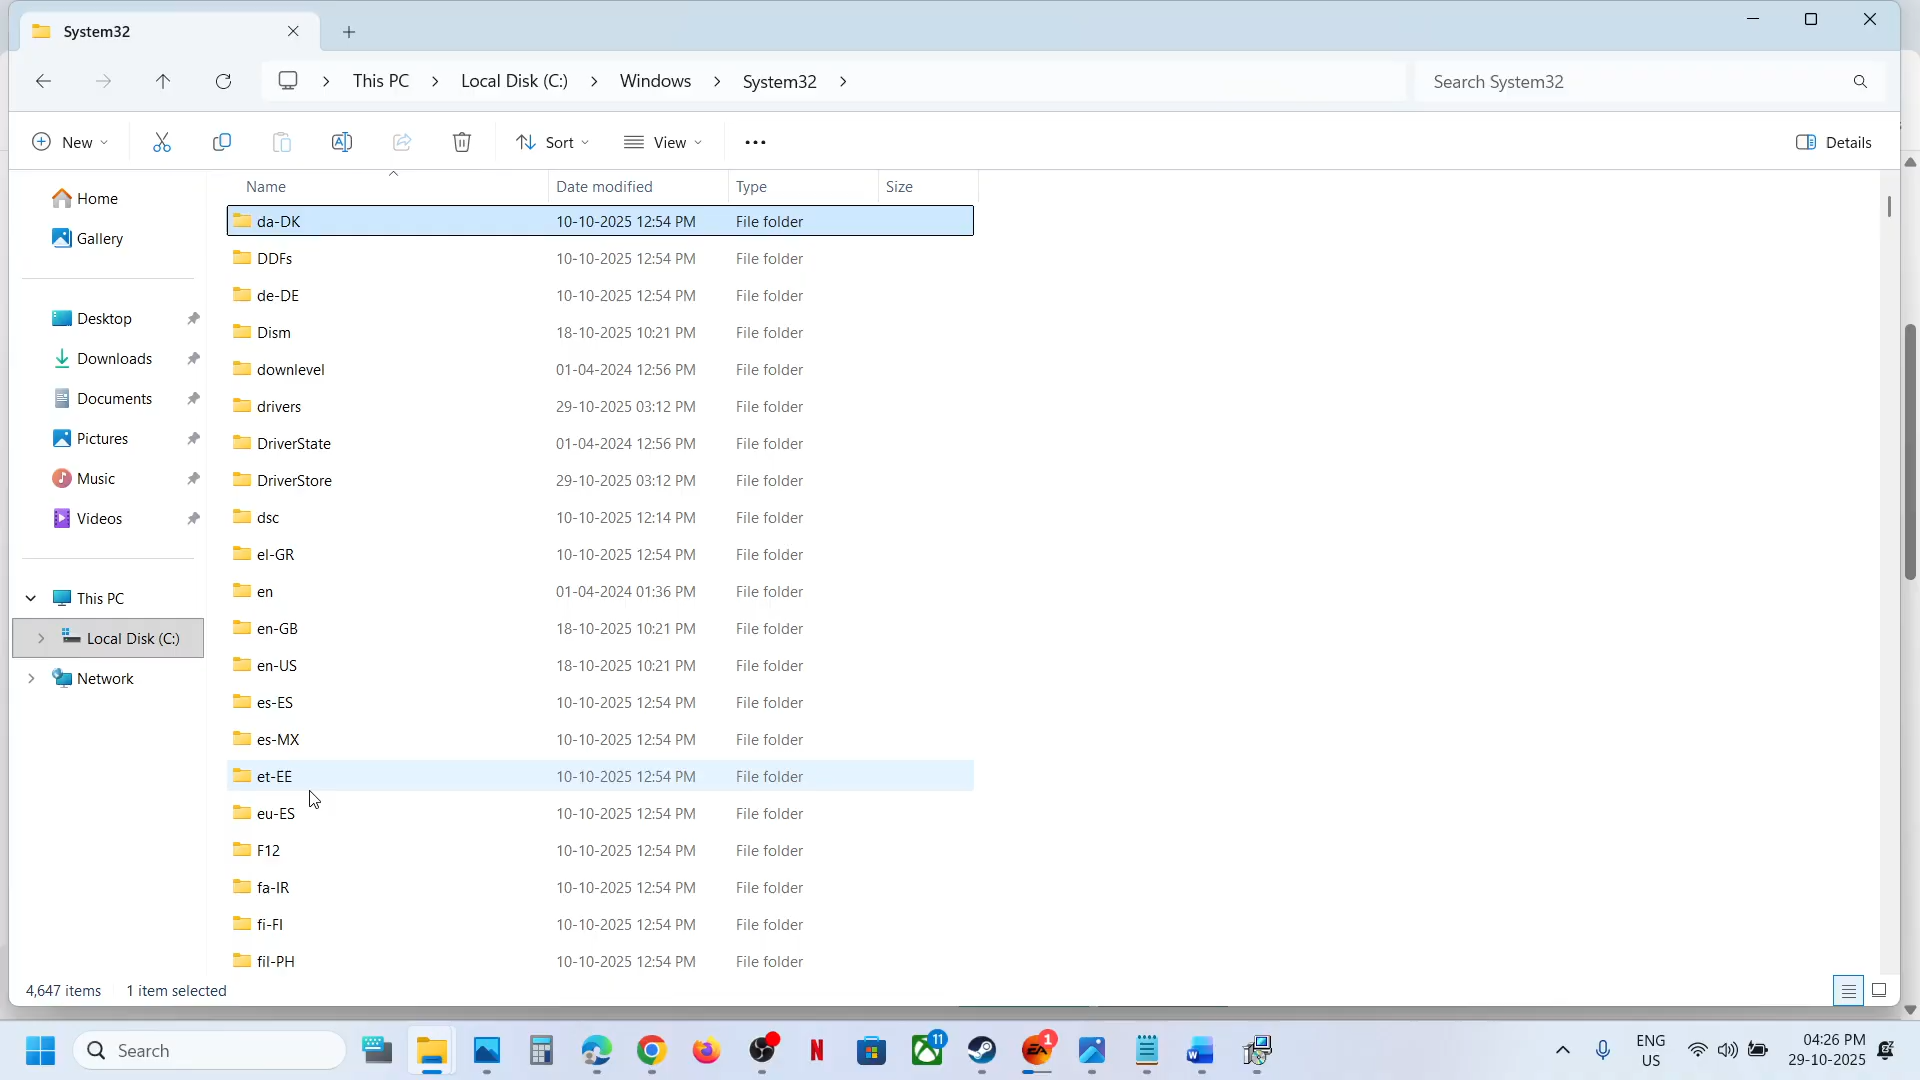 System32
This PC
Local Disk (C:)
Windows
System32
Search System32
New
Sort
View
Details
Name
Date modified
Type
Size
Home
Gallery
Desktop
Downloads
Documents
Pictures
Music
Videos
This PC
Local Disk (C:)
Network
da-DK 10-10-2025 12:54 PM File folder
DDFs 10-10-2025 12:54 PM File folder
de-DE 10-10-2025 12:54 PM File folder
Dism 18-10-2025 10:21 PM File folder
downlevel 01-04-2024 12:56 PM File folder
drivers 29-10-2025 03:12 PM File folder
DriverState 01-04-2024 12:56 PM File folder
DriverStore 29-10-2025 03:12 PM File folder
dsc 10-10-2025 12:14 PM File folder
el-GR 10-10-2025 12:54 PM File folder
en 01-04-2024 01:36 PM File folder
en-GB 18-10-2025 10:21 PM File folder
en-US 18-10-2025 10:21 PM File folder
es-ES 10-10-2025 12:54 PM File folder
es-MX 10-10-2025 12:54 PM File folder
et-EE 10-10-2025 12:54 PM File folder
eu-ES 10-10-2025 12:54 PM File folder
F12 10-10-2025 12:54 PM File folder
fa-IR 10-10-2025 12:54 PM File folder
fi-FI 10-10-2025 12:54 PM File folder
fil-PH 10-10-2025 12:54 PM File folder
4,647 items 1 item selected
Search
N
11
EA
1
W
ENG
US
04:26 PM
29-10-2025